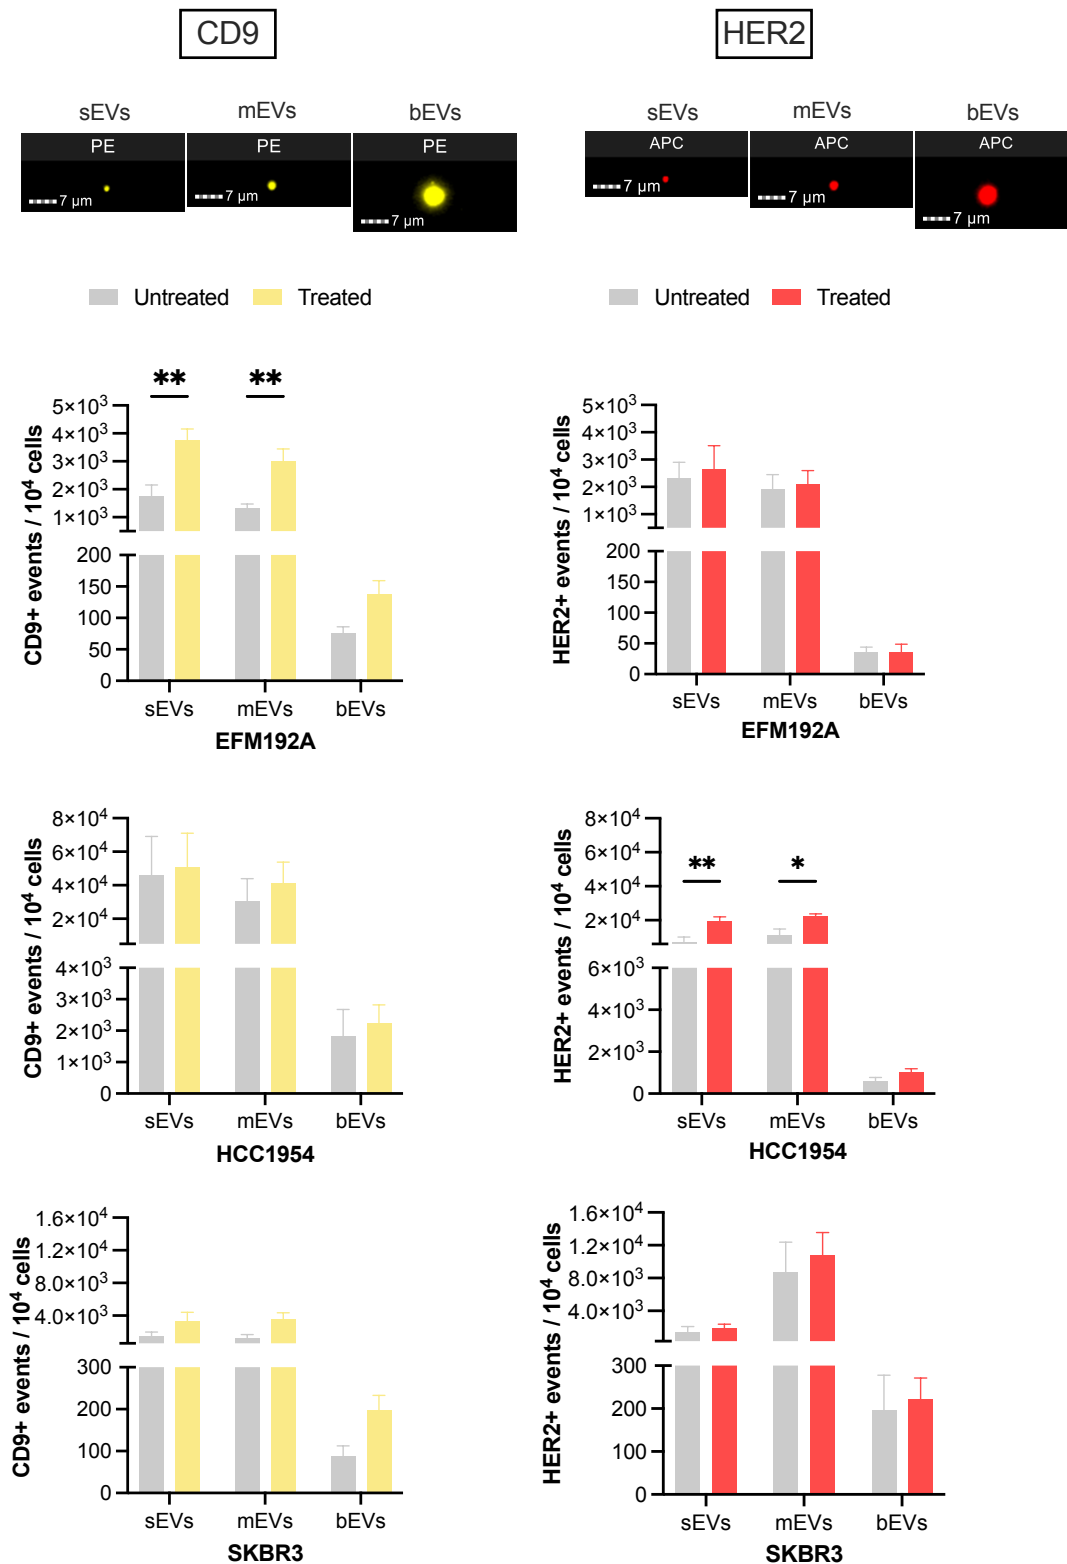 CD9
HER2
sEVs mEVs bEVs
PE PE PE
7 µm 7 µm 7 µm
sEVs mEVs bEVs
APC APC APC
7 µm 7 µm 7 µm
Untreated Treated
Untreated Treated
CD9+ events / 10⁴ cells
** **
5×10³
4×10³
3×10³
2×10³
1×10³
200
150
100
50
0
sEVs mEVs bEVs
EFM192A
HER2+ events / 10⁴ cells
5×10³
4×10³
3×10³
2×10³
1×10³
200
150
100
50
0
sEVs mEVs bEVs
EFM192A
CD9+ events / 10⁴ cells
8×10⁴
6×10⁴
4×10⁴
2×10⁴
4×10³
3×10³
2×10³
1×10³
0
sEVs mEVs bEVs
HCC1954
HER2+ events / 10⁴ cells
** *
8×10⁴
6×10⁴
4×10⁴
2×10⁴
6×10³
4×10³
2×10³
0
sEVs mEVs bEVs
HCC1954
CD9+ events / 10⁴ cells
1.6×10⁴
1.2×10⁴
8.0×10³
4.0×10³
300
200
100
0
sEVs mEVs bEVs
SKBR3
HER2+ events / 10⁴ cells
1.6×10⁴
1.2×10⁴
8.0×10³
4.0×10³
300
200
100
0
sEVs mEVs bEVs
SKBR3